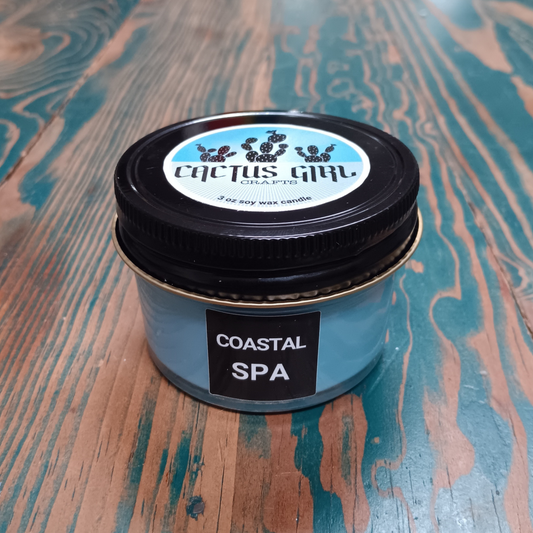 CACTUS GIRL
CRAFTS
3 oz soy wax candle
COASTAL
SPA